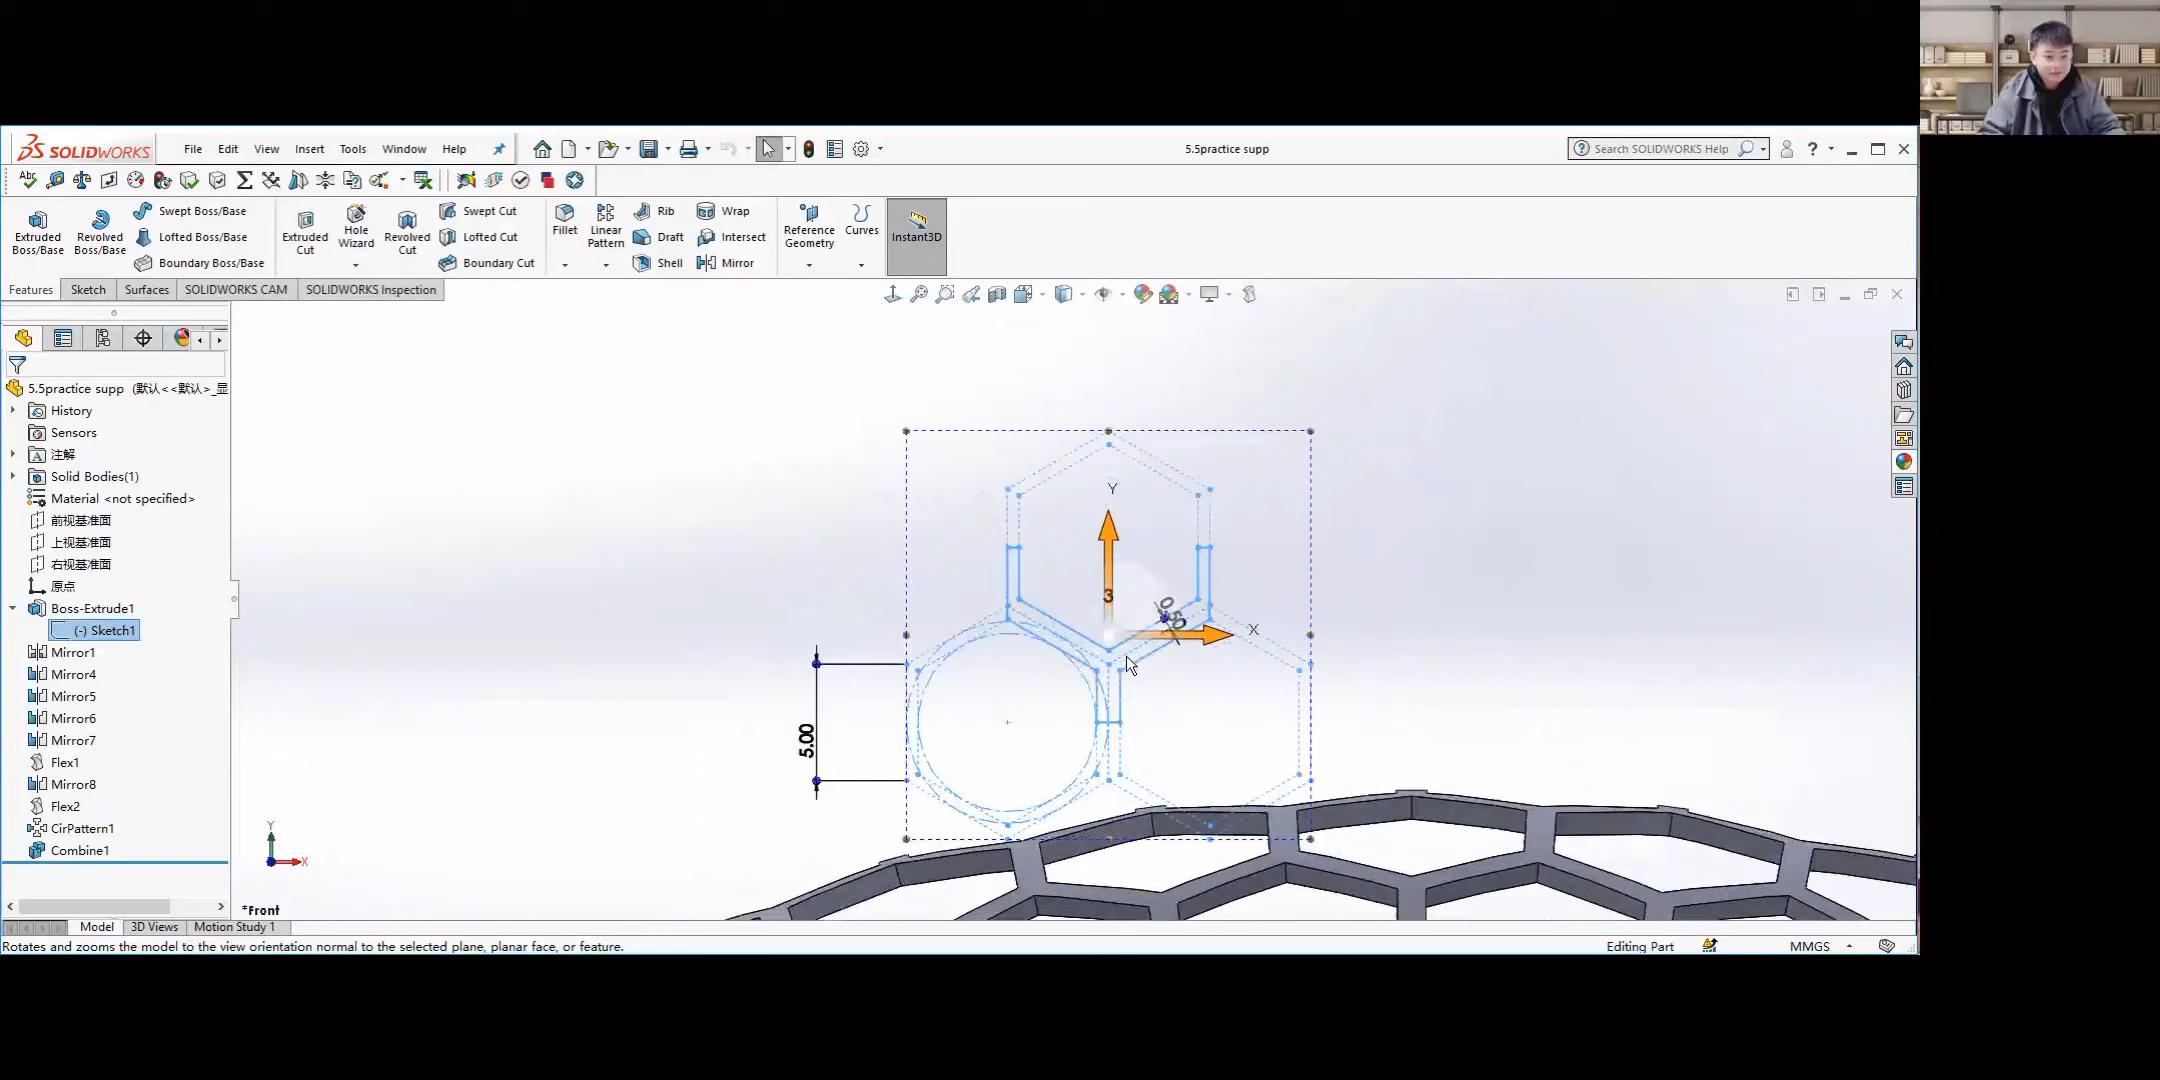 SOLIDWORKS
File Edit View Insert Tools Window Help
5.5practice supp
Search SOLIDWORKS Help
?
Abc
Extruded Boss/Base
Revolved Boss/Base
Swept Boss/Base
Lofted Boss/Base
Boundary Boss/Base
Extruded Cut
Hole Wizard
Revolved Cut
Swept Cut
Lofted Cut
Boundary Cut
Fillet
Linear Pattern
Rib
Draft
Shell
Wrap
Intersect
Mirror
Reference Geometry
Curves
Instant3D
Features Sketch Surfaces SOLIDWORKS CAM SOLIDWORKS Inspection
5.5practice supp (默认<<默认>_显
History
Sensors
注解
Solid Bodies(1)
Material <not specified>
前视基准面
上视基准面
右视基准面
原点
Boss-Extrude1
(-) Sketch1
Mirror1
Mirror4
Mirror5
Mirror6
Mirror7
Flex1
Mirror8
Flex2
CirPattern1
Combine1
Y
3
0.50
X
5.00
Y
X
*Front
Model 3D Views Motion Study 1
Rotates and zooms the model to the view orientation normal to the selected plane, planar face, or feature.
Editing Part
MMGS